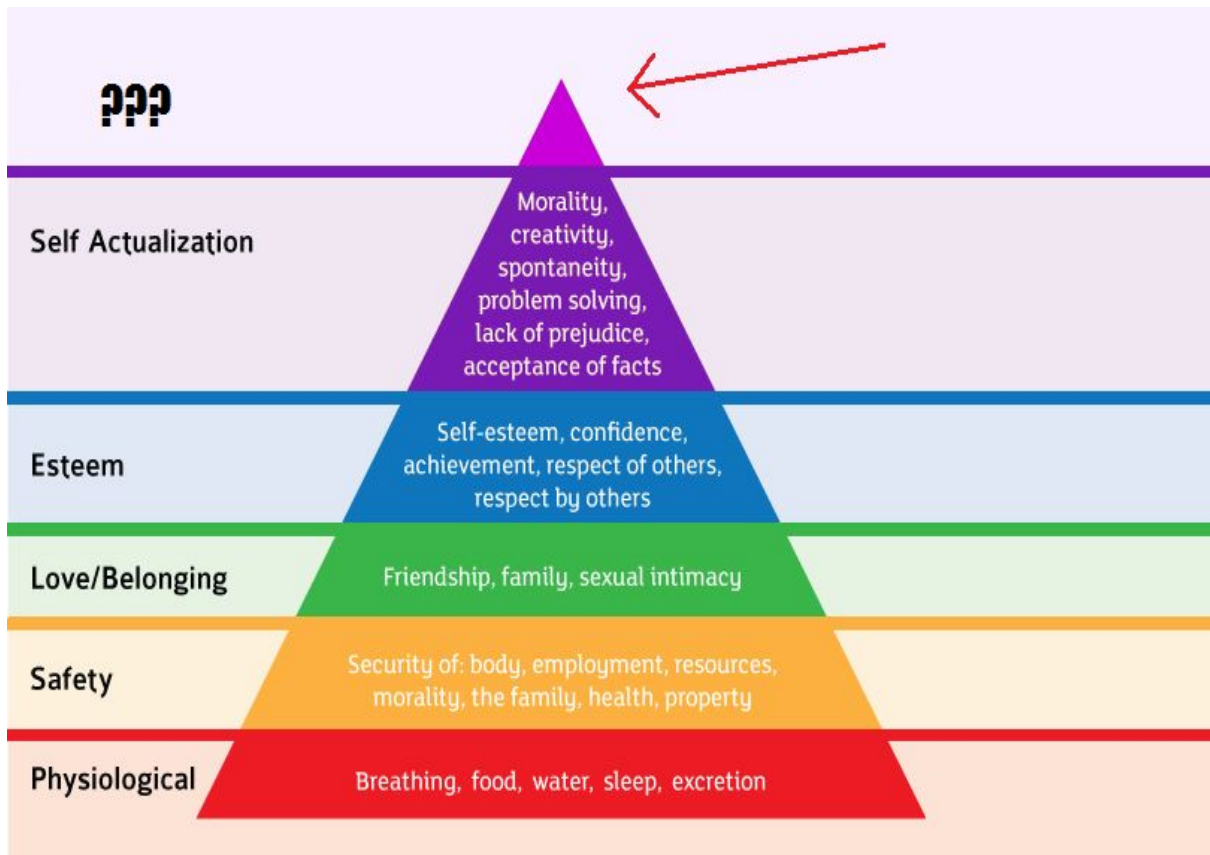 ???
Self Actualization
Morality,
creativity,
spontaneity,
problem solving,
lack of prejudice,
acceptance of facts
Esteem
Self-esteem, confidence,
achievement, respect of others,
respect by others
Love/Belonging
Friendship, family, sexual intimacy
Safety
Security of: body, employment, resources,
morality, the family, health, property
Physiological
Breathing, food, water, sleep, excretion